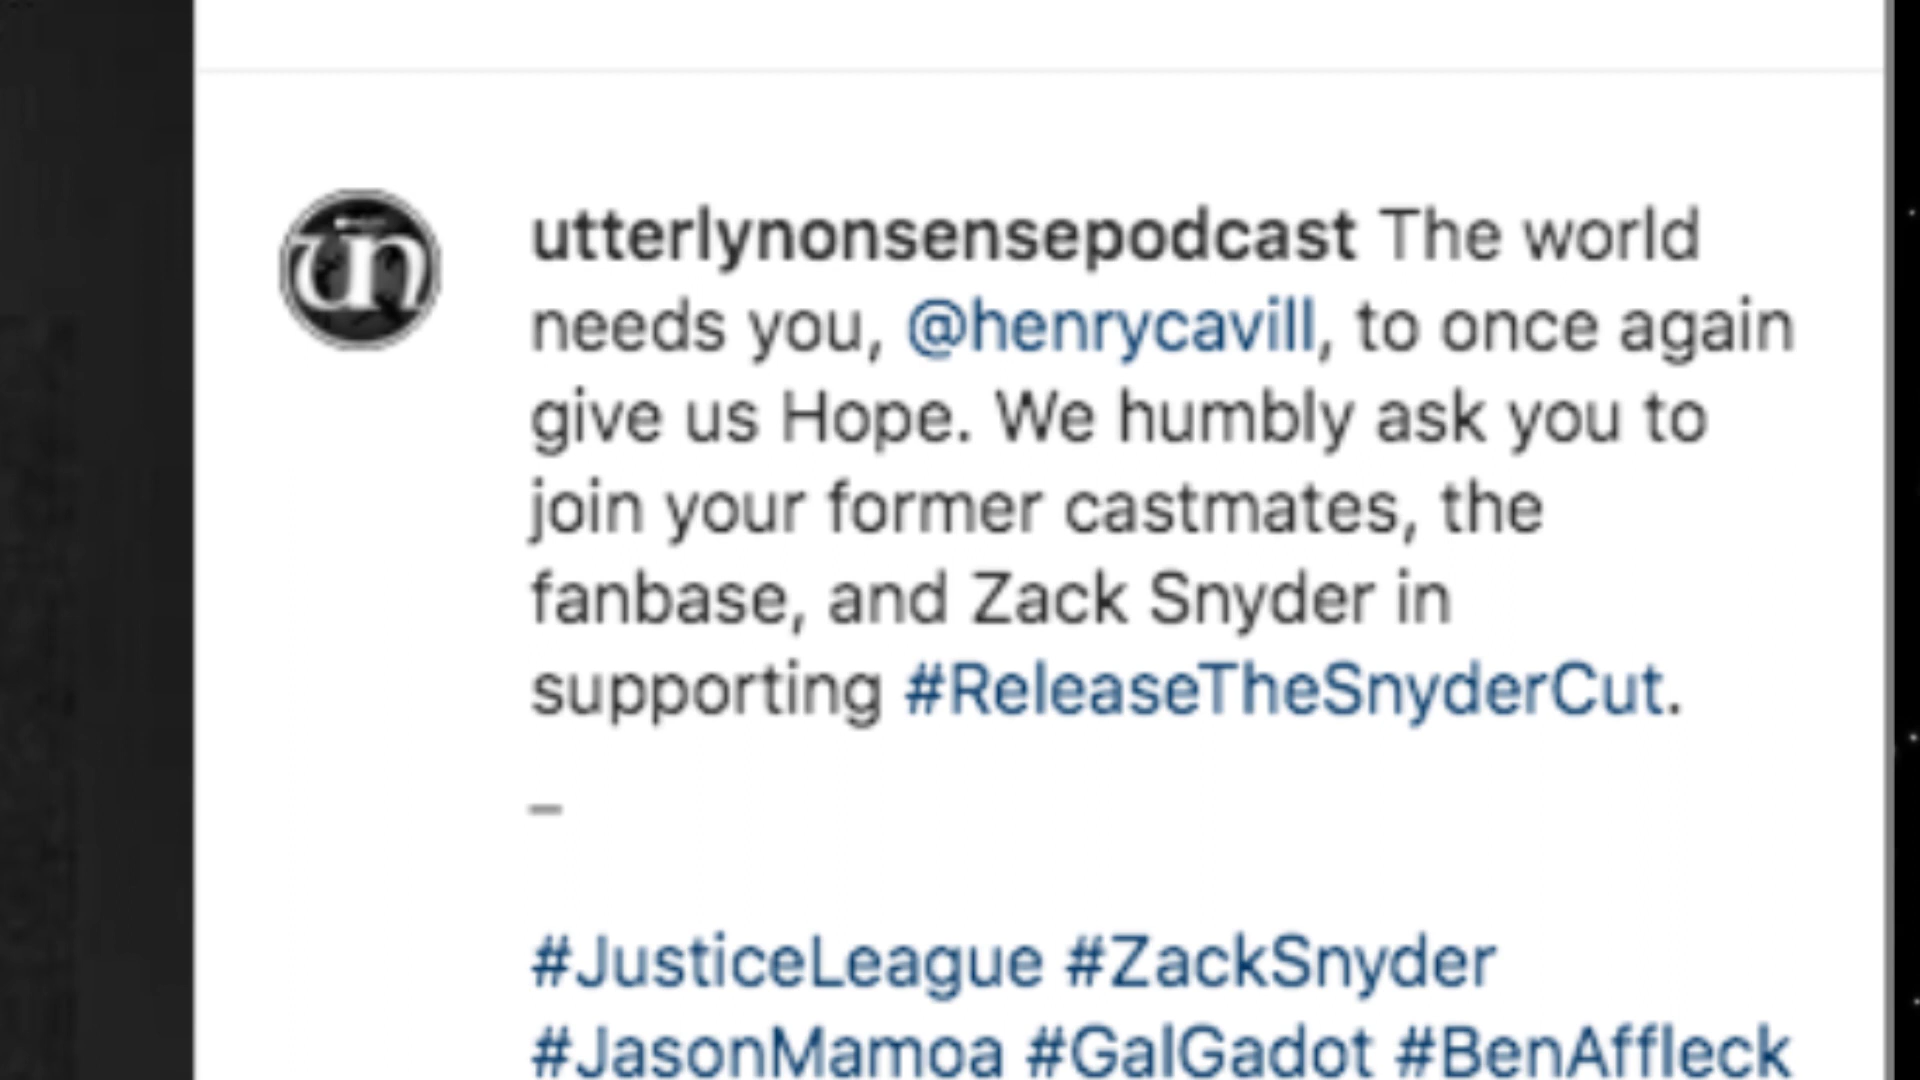 utterlynonsensepodcast The world
needs you, @henrycavill, to once again
give us Hope. We humbly ask you to
join your former castmates, the
fanbase, and Zack Snyder in
supporting #ReleaseTheSnyderCut.
–
#JusticeLeague #ZackSnyder
#JasonMamoa #GalGadot #BenAffleck